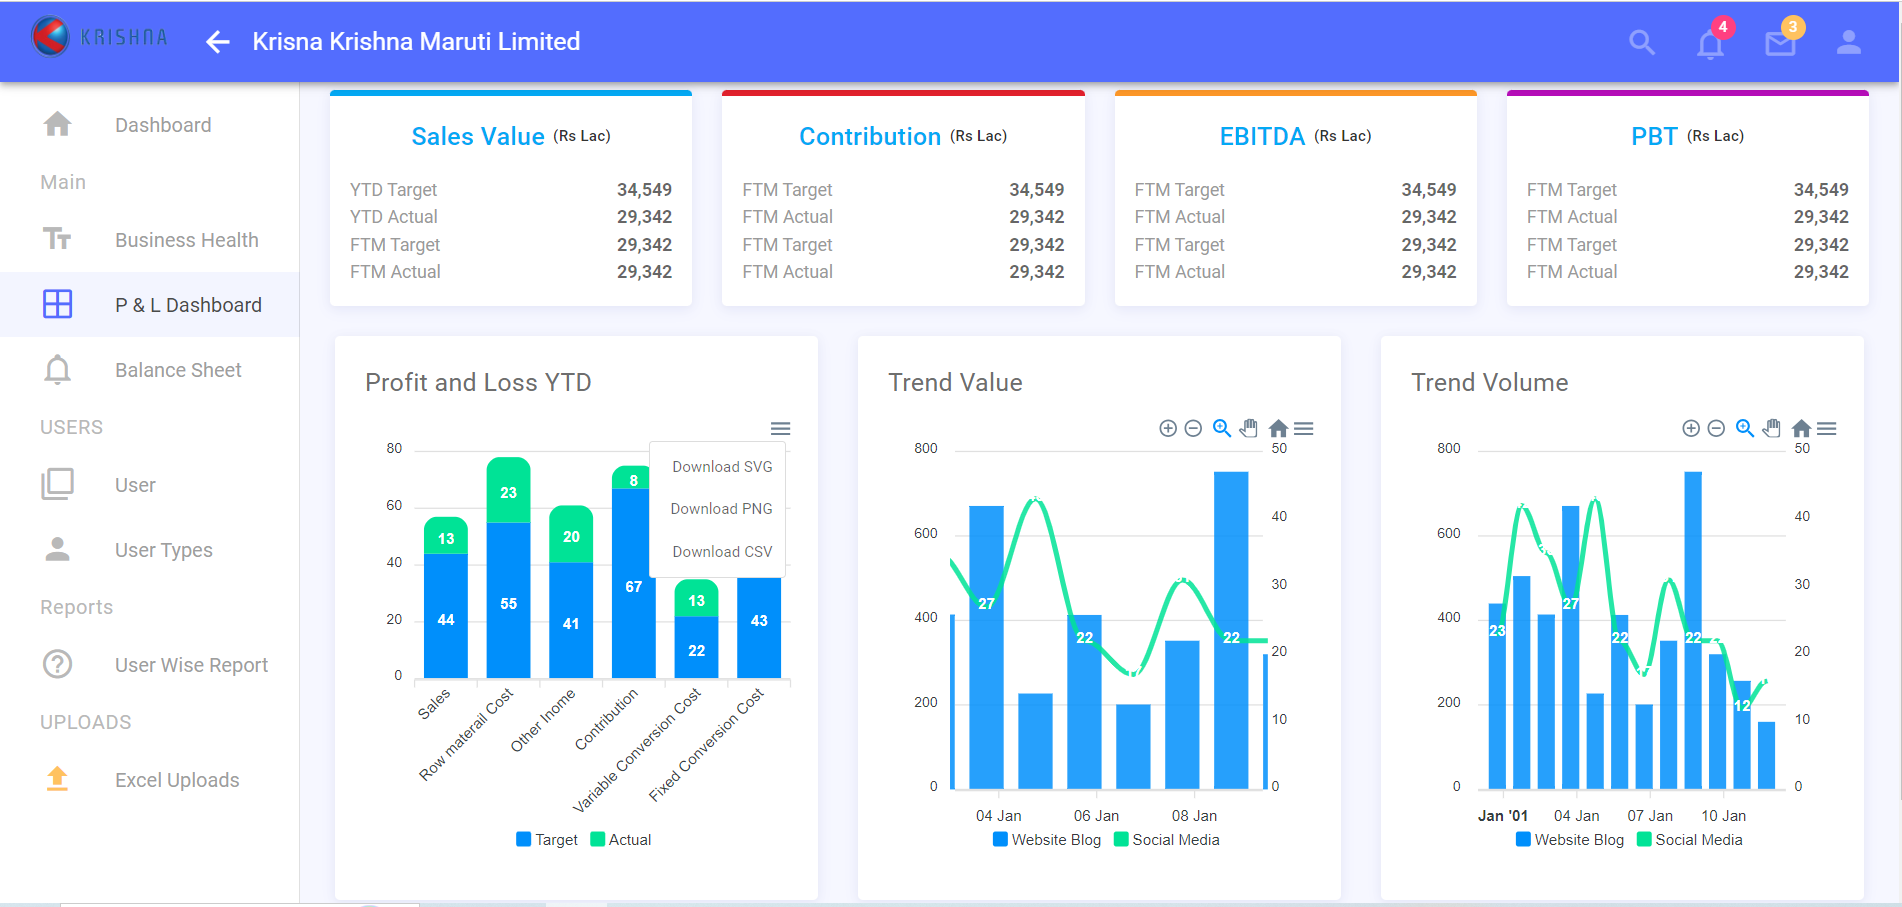 KRISHNA
Krisna Krishna Maruti Limited
4
3
Dashboard
Main
Business Health
P & L Dashboard
Balance Sheet
USERS
User
User Types
Reports
User Wise Report
UPLOADS
Excel Uploads
Sales Value (Rs Lac)
YTD Target 34,549
YTD Actual 29,342
FTM Target 29,342
FTM Actual 29,342
Contribution (Rs Lac)
FTM Target 34,549
FTM Actual 29,342
FTM Target 29,342
FTM Actual 29,342
EBITDA (Rs Lac)
FTM Target 34,549
FTM Actual 29,342
FTM Target 29,342
FTM Actual 29,342
PBT (Rs Lac)
FTM Target 34,549
FTM Actual 29,342
FTM Target 29,342
FTM Actual 29,342
Profit and Loss YTD
Download SVG
Download PNG
Download CSV
80
60
40
20
0
13
23
20
8
13
44
55
41
67
22
43
Sales
Row materail Cost
Other Inome
Contribution
Variable Conversion Cost
Fixed Conversion Cost
Target Actual
Trend Value
800
600
400
200
0
50
40
30
20
10
0
27
22
22
04 Jan
06 Jan
08 Jan
Website Blog Social Media
Trend Volume
800
600
400
200
0
50
40
30
20
10
0
23
27
22
22
12
Jan '01
04 Jan
07 Jan
10 Jan
Website Blog Social Media